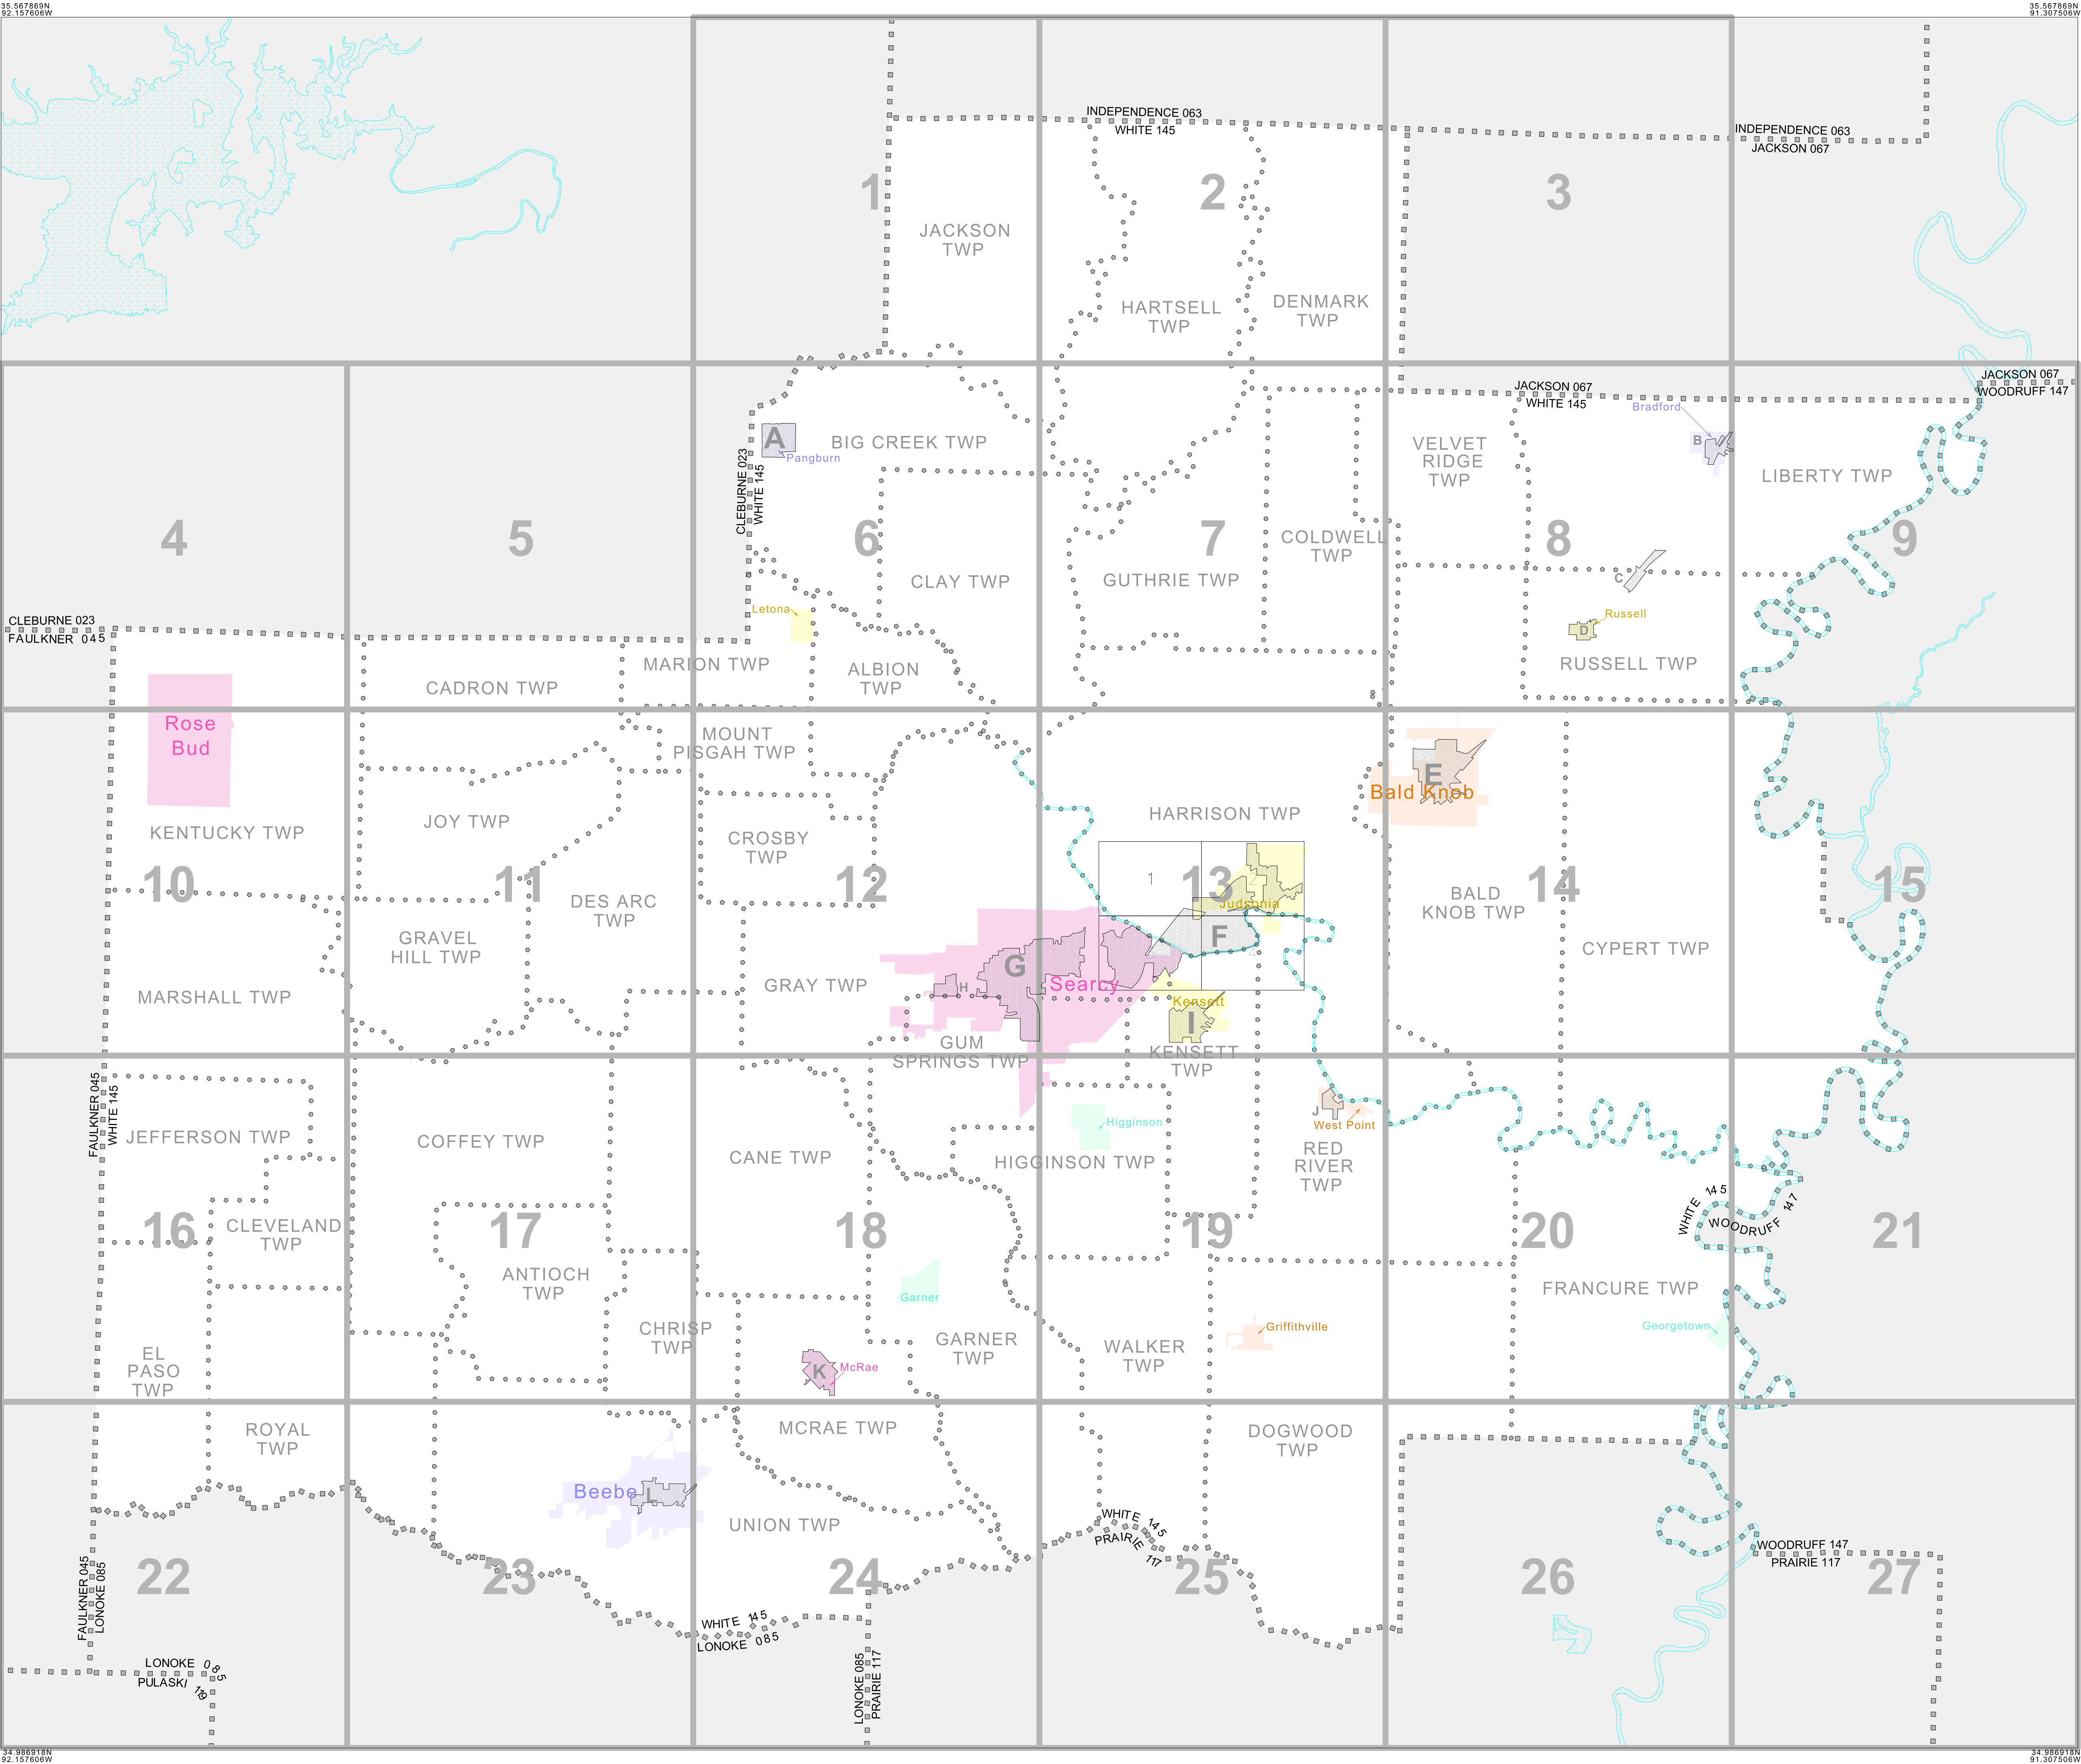 35.567869N
92.157606W
35.567869N
91.307506W
INDEPENDENCE 063
WHITE 145
INDEPENDENCE 063
JACKSON 067
1
2
3
JACKSON
TWP
HARTSELL
TWP
DENMARK
TWP
JACKSON 067
WOODRUFF 147
JACKSON 067
WHITE 145
Bradford
A
Pangburn
BIG CREEK TWP
VELVET
RIDGE
TWP
B
LIBERTY TWP
CLEBURNE 023
WHITE 145
4
5
6
7
8
9
COLDWELL
TWP
CLAY TWP
GUTHRIE TWP
C
Letona
Russell
D
CLEBURNE 023
FAULKNER 045
MARION TWP
ALBION
TWP
RUSSELL TWP
CADRON TWP
Rose
Bud
MOUNT
PISGAH TWP
E
Bald Knob
KENTUCKY TWP
JOY TWP
HARRISON TWP
CROSBY
TWP
10
11
12
1
13
2
14
15
DES ARC
TWP
BALD
KNOB TWP
Judsonia
GRAVEL
HILL TWP
F
4
CYPERT TWP
G
MARSHALL TWP
GRAY TWP
H
Searcy
Kensett
I
GUM
SPRINGS TWP
KENSETT
TWP
FAULKNER 045
WHITE 145
JEFFERSON TWP
COFFEY TWP
CANE TWP
Higginson
HIGGINSON TWP
J
West Point
RED
RIVER
TWP
WHITE 145
WOODRUFF 147
16
17
18
19
20
21
CLEVELAND
TWP
ANTIOCH
TWP
FRANCURE TWP
Garner
Georgetown
CHRISP
TWP
GARNER
TWP
WALKER
TWP
Griffithville
EL
PASO
TWP
K
McRae
ROYAL
TWP
MCRAE TWP
DOGWOOD
TWP
Beebe
L
UNION TWP
WHITE 145
PRAIRIE 117
WOODRUFF 147
PRAIRIE 117
FAULKNER 045
LONOKE 085
22
23
24
25
26
27
WHITE 145
LONOKE 085
LONOKE 085
PULASKI 119
LONOKE 085
PRAIRIE 117
34.986918N
92.157606W
34.986918N
91.307506W